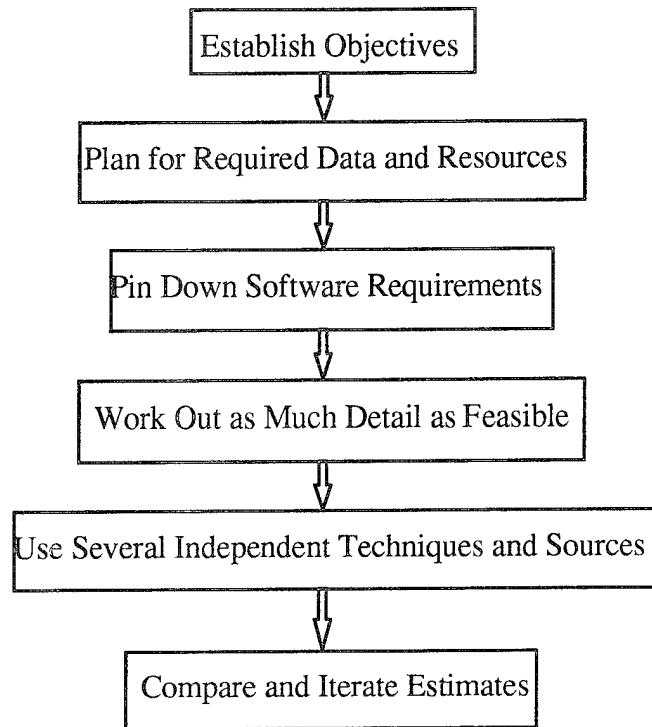 Establish Objectives
Plan for Required Data and Resources
Pin Down Software Requirements
Work Out as Much Detail as Feasible
Use Several Independent Techniques and Sources
Compare and Iterate Estimates